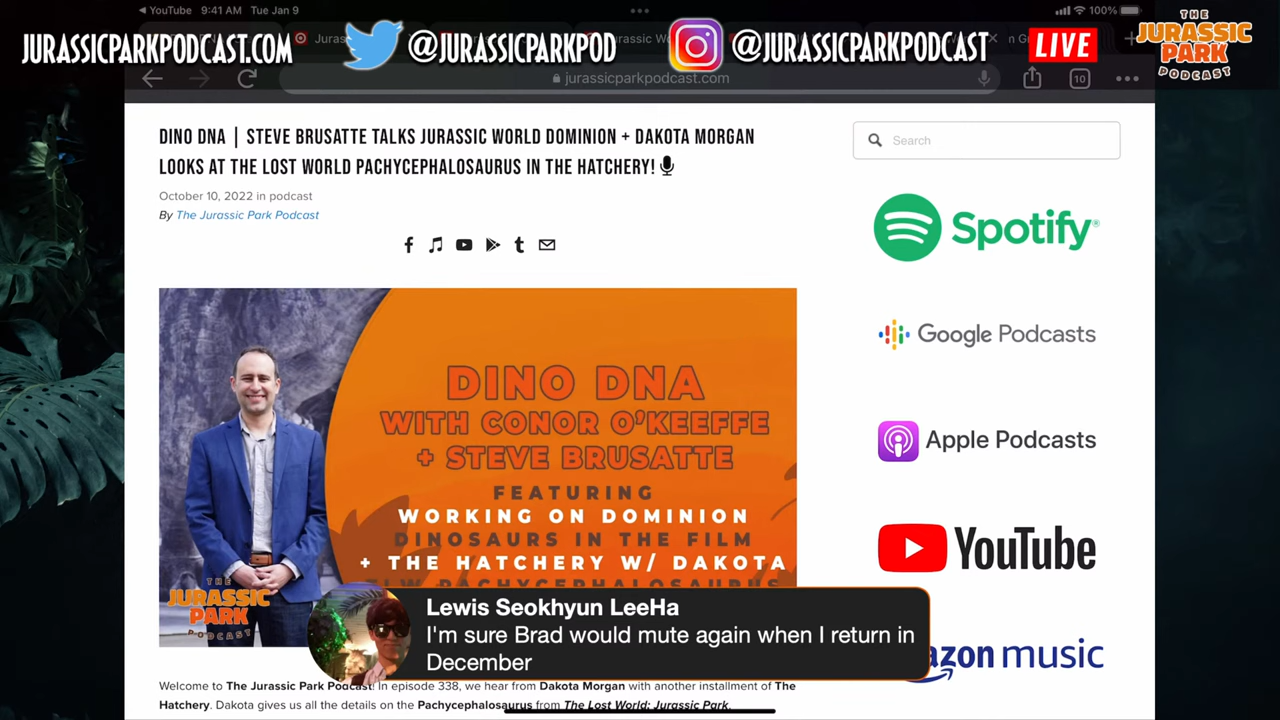 YouTube 9:41 AM Tue Jan 9
100%
JURASSICPARKPODCAST.COM
@JURASSICPARKPOD
@JURASSICPARKPODCAST
LIVE
THE
JURASSIC
PARK
PODCAST
jurassicparkpodcast.com
10
DINO DNA | STEVE BRUSATTE TALKS JURASSIC WORLD DOMINION + DAKOTA MORGAN
LOOKS AT THE LOST WORLD PACHYCEPHALOSAURUS IN THE HATCHERY!
October 10, 2022 in podcast
By The Jurassic Park Podcast
Search
Spotify
Google Podcasts
Apple Podcasts
YouTube
azon music
DINO DNA
WITH CONOR O'KEEFFE
+ STEVE BRUSATTE
FEATURING
WORKING ON DOMINION
DINOSAURS IN THE FILM
+ THE HATCHERY W/ DAKOTA
TLW PACHYCEPHALOSAURUS
THE
JURASSIC
PARK
PODCAST
Lewis Seokhyun LeeHa
I'm sure Brad would mute again when I return in
December
Welcome to The Jurassic Park Podcast! In episode 338, we hear from Dakota Morgan with another installment of The
Hatchery. Dakota gives us all the details on the Pachycephalosaurus from The Lost World: Jurassic Park.